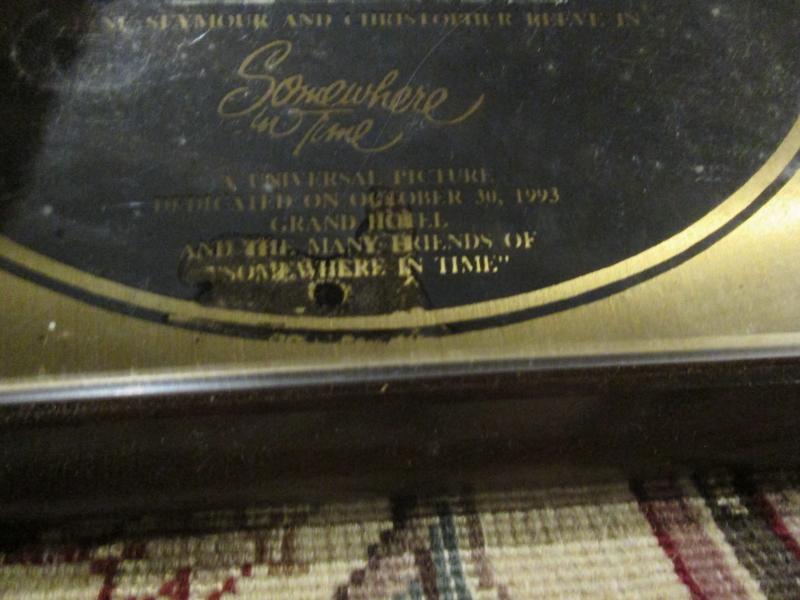 SEYMOUR AND CHRISTOPHER REEVE IN
Somewhere
in Time
A UNIVERSAL PICTURE
DEDICATED ON OCTOBER 30, 1993
GRAND HOTEL
AND THE MANY FRIENDS OF
"SOMEWHERE IN TIME"